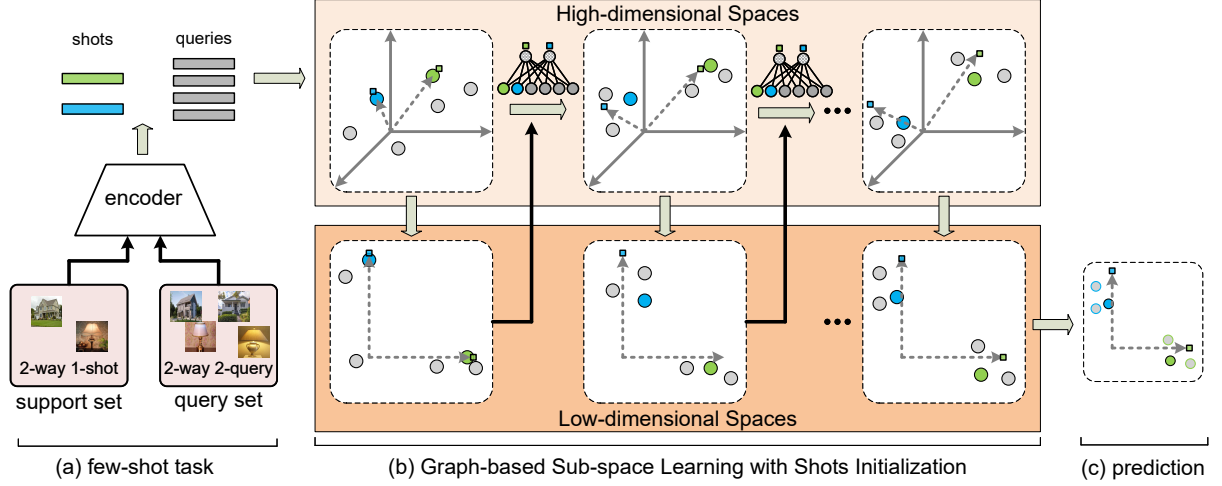 High-dimensional Spaces
shots
queries
encoder
2-way 1-shot
2-way 2-query
support set
query set
Low-dimensional Spaces
(a) few-shot task
(b) Graph-based Sub-space Learning with Shots Initialization
(c) prediction